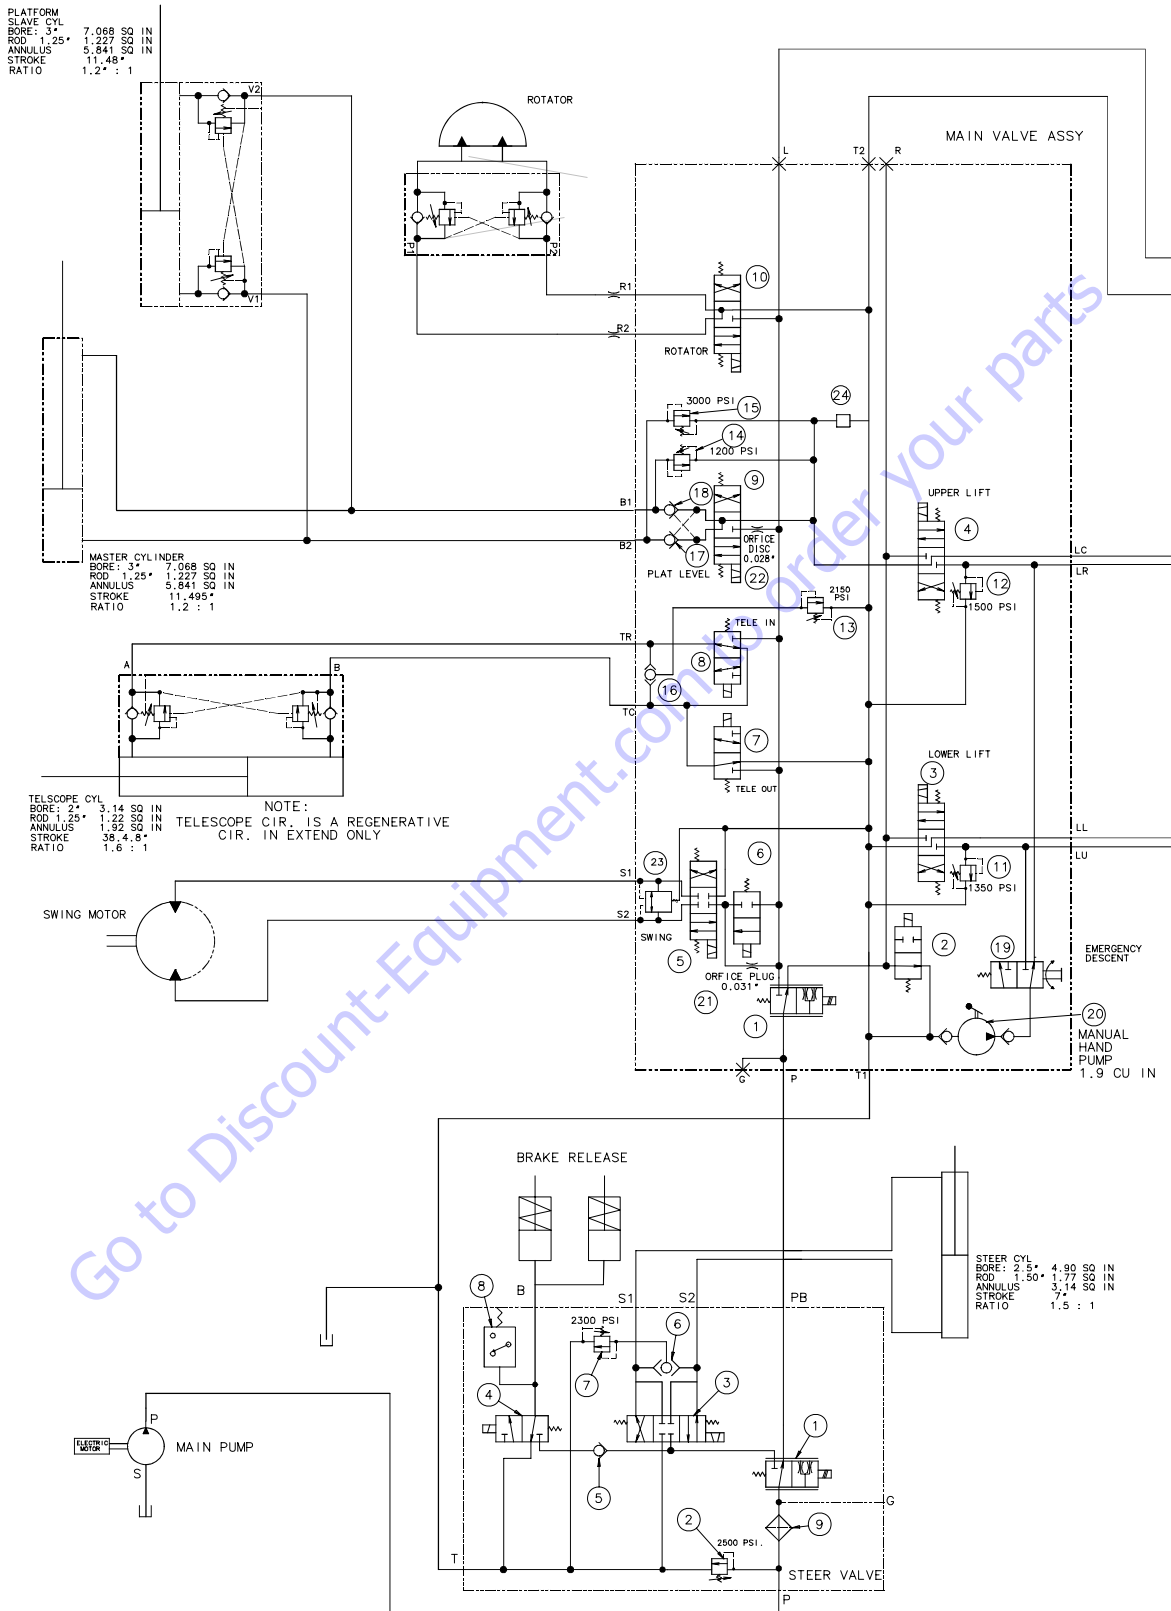 PLATFORM
SLAVE CYL
BORE: 3" 7.068 SQ IN
ROD 1.25" 1.227 SQ IN
ANNULUS 5.841 SQ IN
STROKE 11.48"
RATIO 1.2" : 1
V2
V1
ROTATOR
P1
P2
MAIN VALVE ASSY
L
T2
R
R1
R2
ROTATOR
10
3000 PSI
15
24
14
1200 PSI
9
18
B1
B2
17
PLAT LEVEL
ORFICE
DISC
0.028"
22
UPPER LIFT
4
LC
LR
12
1500 PSI
MASTER CYLINDER
BORE: 3" 7.068 SQ IN
ROD 1.25" 1.227 SQ IN
ANNULUS 5.841 SQ IN
STROKE 11.495"
RATIO 1.2 : 1
2150
PSI
13
TELE IN
TR
8
16
TC
7
TELE OUT
A
B
TELSCOPE CYL
BORE: 2" 3.14 SQ IN
ROD 1.25" 1.22 SQ IN
ANNULUS 1.92 SQ IN
STROKE 38.4.8"
RATIO 1.6 : 1
NOTE:
TELESCOPE CIR. IS A REGENERATIVE
CIR. IN EXTEND ONLY
LOWER LIFT
3
LL
LU
11
1350 PSI
6
23
S1
S2
SWING
5
SWING MOTOR
ORFICE PLUG
0.031"
21
1
2
19
EMERGENCY
DESCENT
20
MANUAL
HAND
PUMP
1.9 CU IN
G
P
T1
BRAKE RELEASE
STEER CYL
BORE: 2.5" 4.90 SQ IN
ROD 1.50" 1.77 SQ IN
ANNULUS 3.14 SQ IN
STROKE 7"
RATIO 1.5 : 1
8
B
S1
S2
PB
2300 PSI
6
7
4
3
1
5
G
9
2
2500 PSI.
T
STEER VALVE
P
P
ELECTRIC
MOTOR
MAIN PUMP
S
Go to Discount-Equipment.com to order your parts